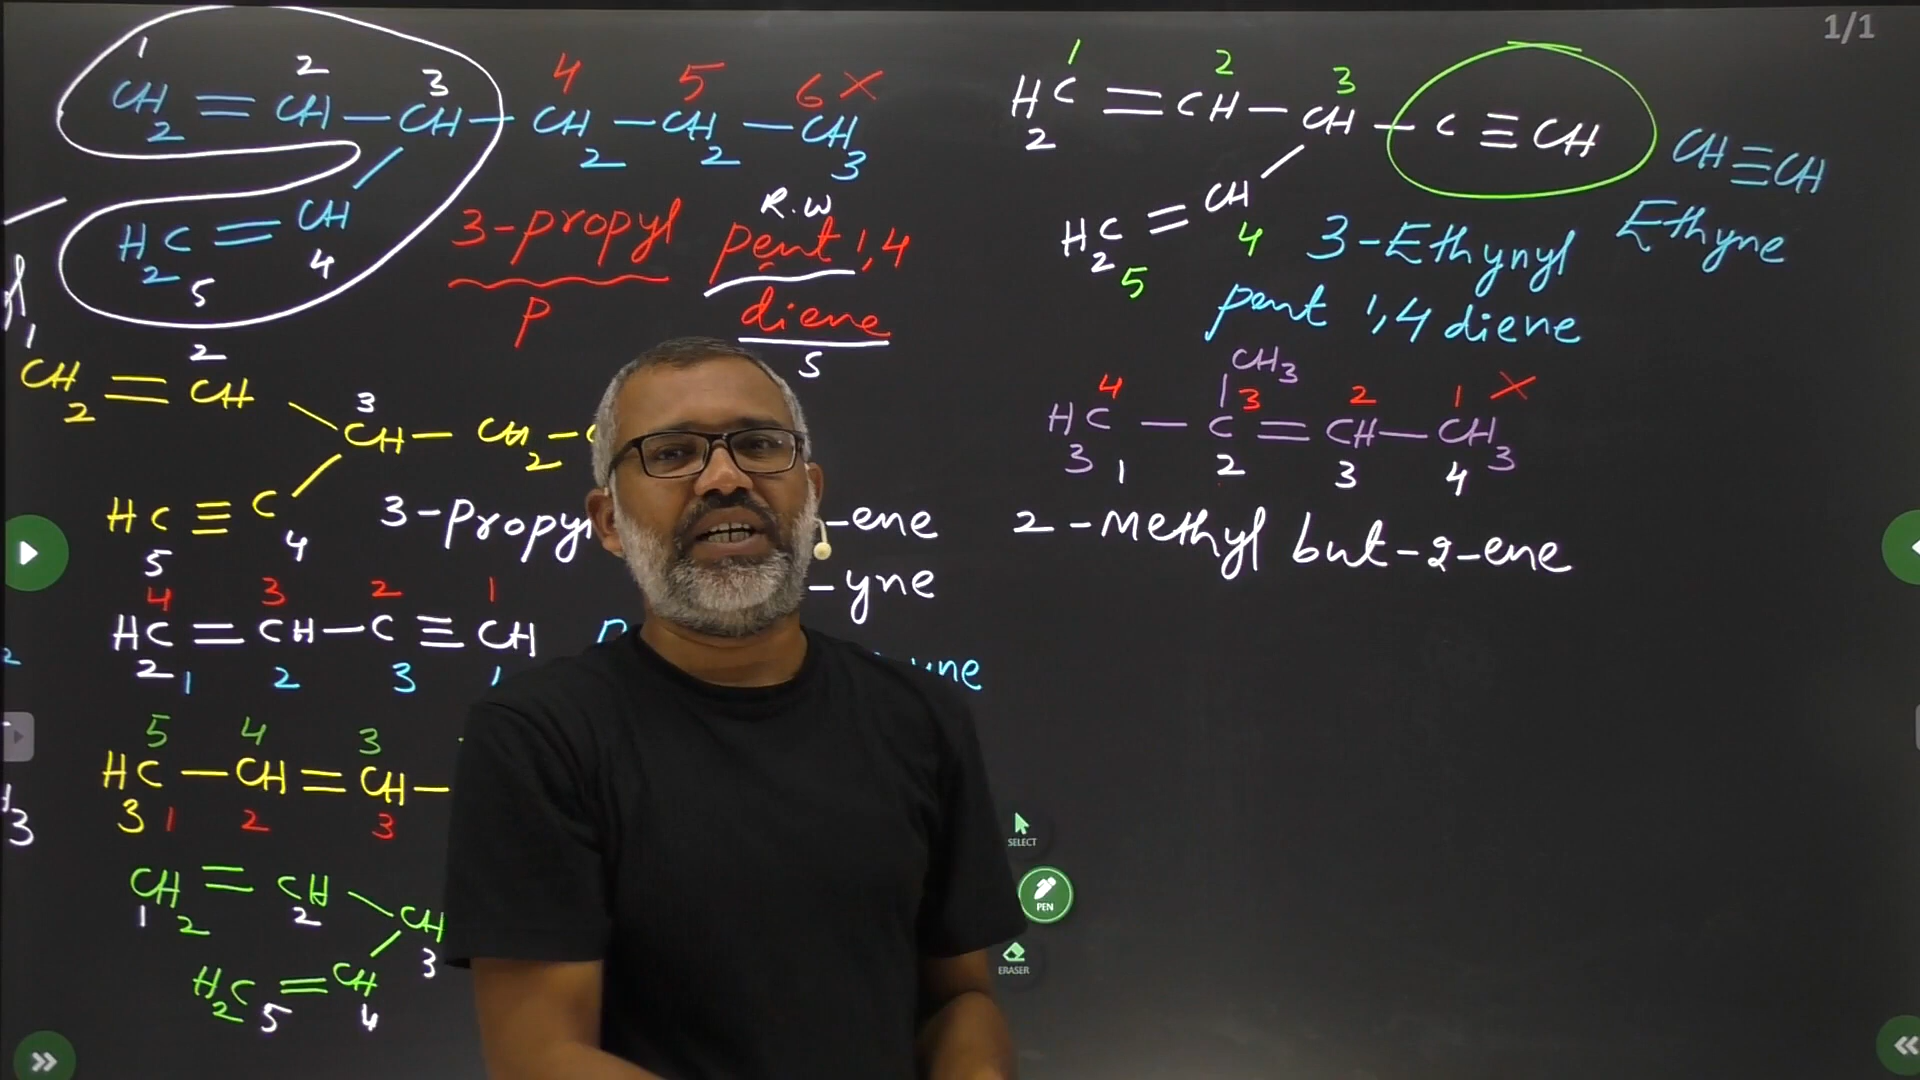 1/1
1 2 3 4 5 6 X
CH2 = CH – CH – CH2 – CH2 – CH3
H2C = CH
5 4
3-propyl pent 1,4 diene
R.W
P S
1 2 3
H2C = CH – CH – C ≡ CH
H2C = CH
5 4
CH ≡ CH
Ethyne
3-Ethynyl
pent 1,4 diene
1 2 3
CH2 = CH CH – CH2 –
HC ≡ C
5 4
3-propy
-ene
-yne
CH3
4 3 2 1 X
H3C – C = CH – CH3
1 2 3 4
2-methyl but-2-ene
4 3 2 1
H2C = CH – C ≡ CH
1 2 3
yne
5 4 3
H3C – CH = CH –
1 2 3
CH2 = CH CH
1 2 3
H2C = CH
5 4
3
SELECT
PEN
ERASER